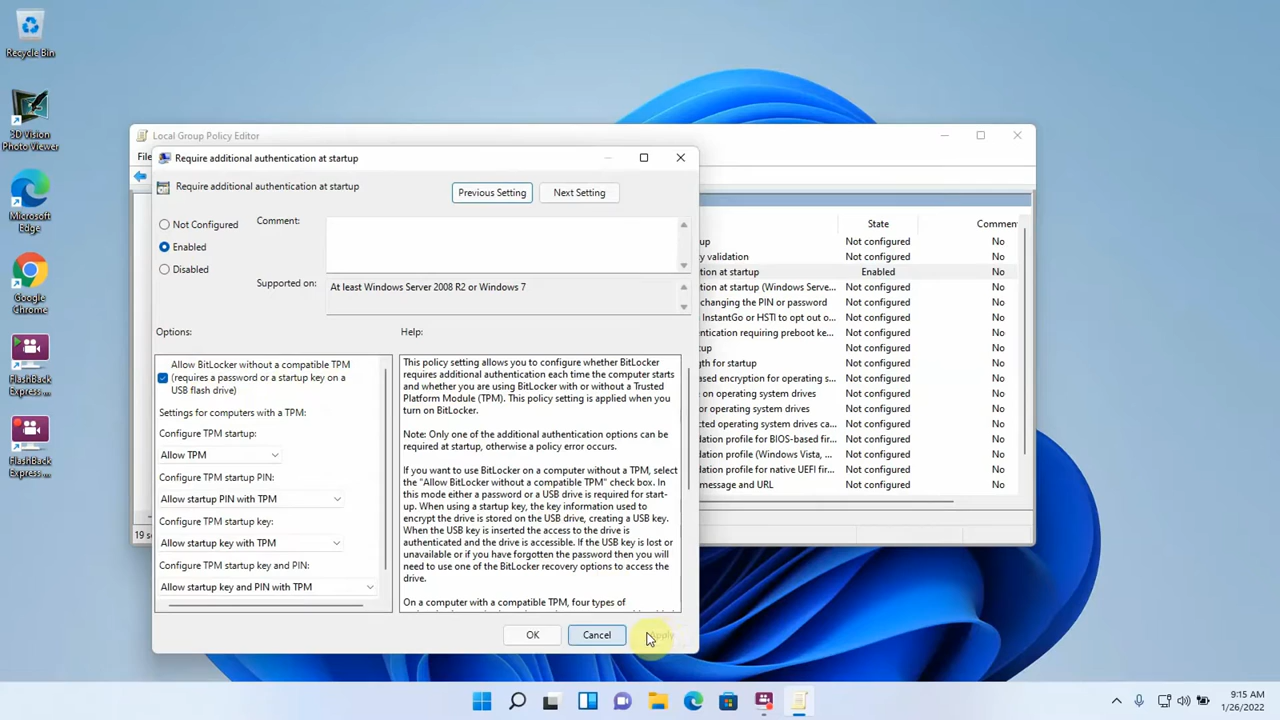 Recycle Bin
3D Vision
Photo Viewer
Microsoft
Edge
Google
Chrome
FlashBack
Express ...
FlashBack
Express ...
Local Group Policy Editor
File
Require additional authentication at startup
Require additional authentication at startup
Previous Setting
Next Setting
Not Configured
Enabled
Disabled
Comment:
Supported on:
At least Windows Server 2008 R2 or Windows 7
Options:
Help:
Allow BitLocker without a compatible TPM
(requires a password or a startup key on a
USB flash drive)
Settings for computers with a TPM:
Configure TPM startup:
Allow TPM
Configure TPM startup PIN:
Allow startup PIN with TPM
Configure TPM startup key:
Allow startup key with TPM
Configure TPM startup key and PIN:
Allow startup key and PIN with TPM
This policy setting allows you to configure whether BitLocker
requires additional authentication each time the computer starts
and whether you are using BitLocker with or without a Trusted
Platform Module (TPM). This policy setting is applied when you
turn on BitLocker.
Note: Only one of the additional authentication options can be
required at startup, otherwise a policy error occurs.
If you want to use BitLocker on a computer without a TPM, select
the "Allow BitLocker without a compatible TPM" check box. In
this mode either a password or a USB drive is required for start-
up. When using a startup key, the key information used to
encrypt the drive is stored on the USB drive, creating a USB key.
When the USB key is inserted the access to the drive is
authenticated and the drive is accessible. If the USB key is lost or
unavailable or if you have forgotten the password then you will
need to use one of the BitLocker recovery options to access the
drive.
On a computer with a compatible TPM, four types of
OK
Cancel
State
Commen
up Not configured No
y validation Not configured No
tion at startup Enabled No
tion at startup (Windows Serve... Not configured No
changing the PIN or password Not configured No
InstantGo or HSTI to opt out o... Not configured No
entication requiring preboot ke... Not configured No
tup Not configured No
gth for startup Not configured No
ased encryption for operating s... Not configured No
on operating system drives Not configured No
cted operating system drives Not configured No
dation profile for BIOS-based fir... Not configured No
dation profile (Windows Vista, ... Not configured No
dation profile for native UEFI fir... Not configured No
message and URL Not configured No
19 se
9:15 AM
1/26/2022